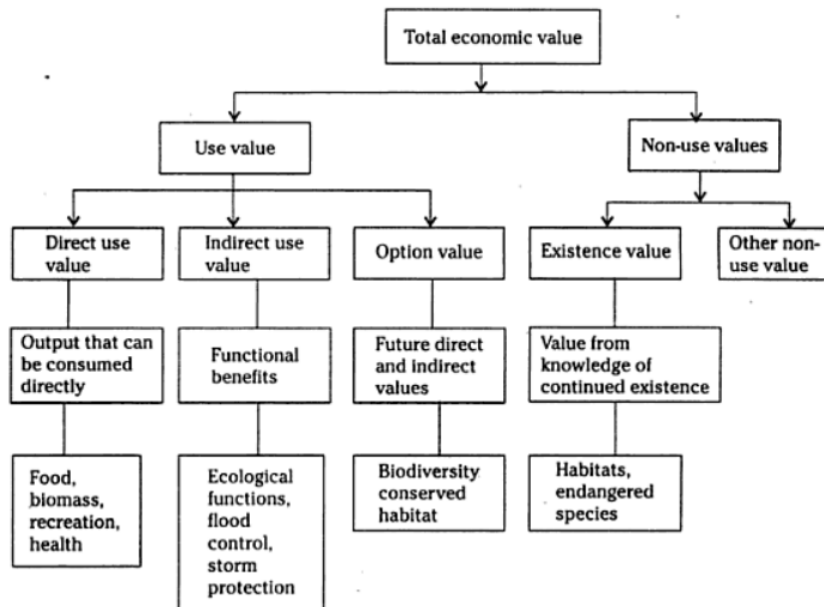 Total economic value
Use value
Non-use values
Direct use
value
Indirect use
value
Option value
Existence value
Other non-
use value
Output that can
be consumed
directly
Functional
benefits
Future direct
and indirect
values
Value from
knowledge of
continued existence
Food,
biomass,
recreation,
health
Ecological
functions,
flood
control,
storm
protection
Biodiversity
conserved
habitat
Habitats,
endangered
species